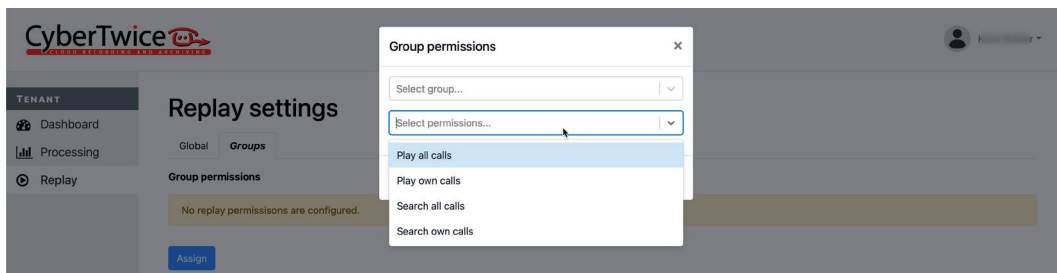 CyberTwice
CLOUD RECORDING AND ARCHIVING
TENANT
Dashboard
Processing
Replay
Replay settings
Global
Groups
Group permissions
No replay permissisons are configured.
Assign
Group permissions
×
Select group...
Select permissions...
Play all calls
Play own calls
Search all calls
Search own calls